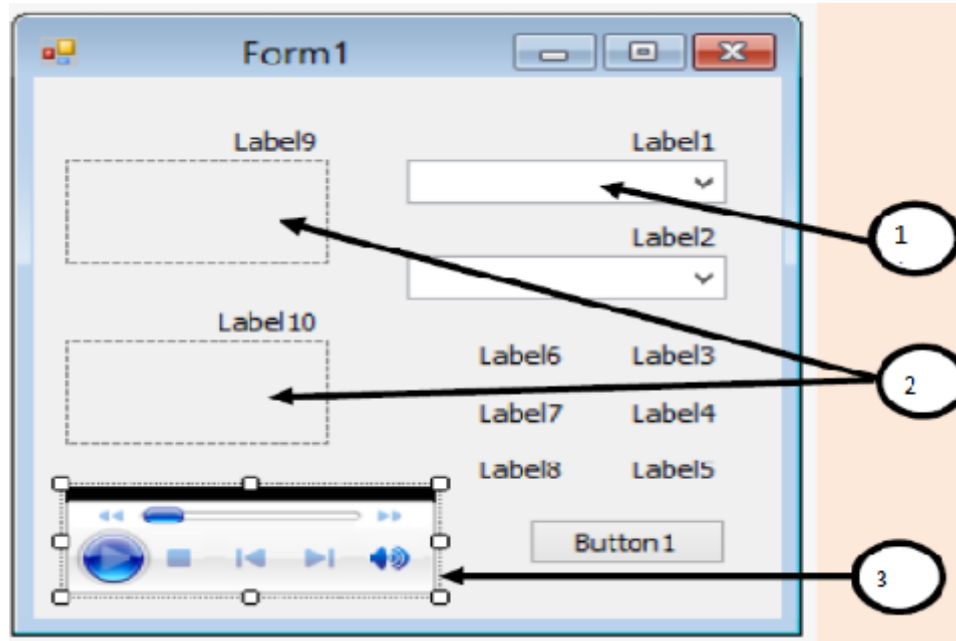 Form1
Label9 Label1
1
Label2
Label10
Label6 Label3
2
Label7 Label4
Label8 Label5
Button1
3